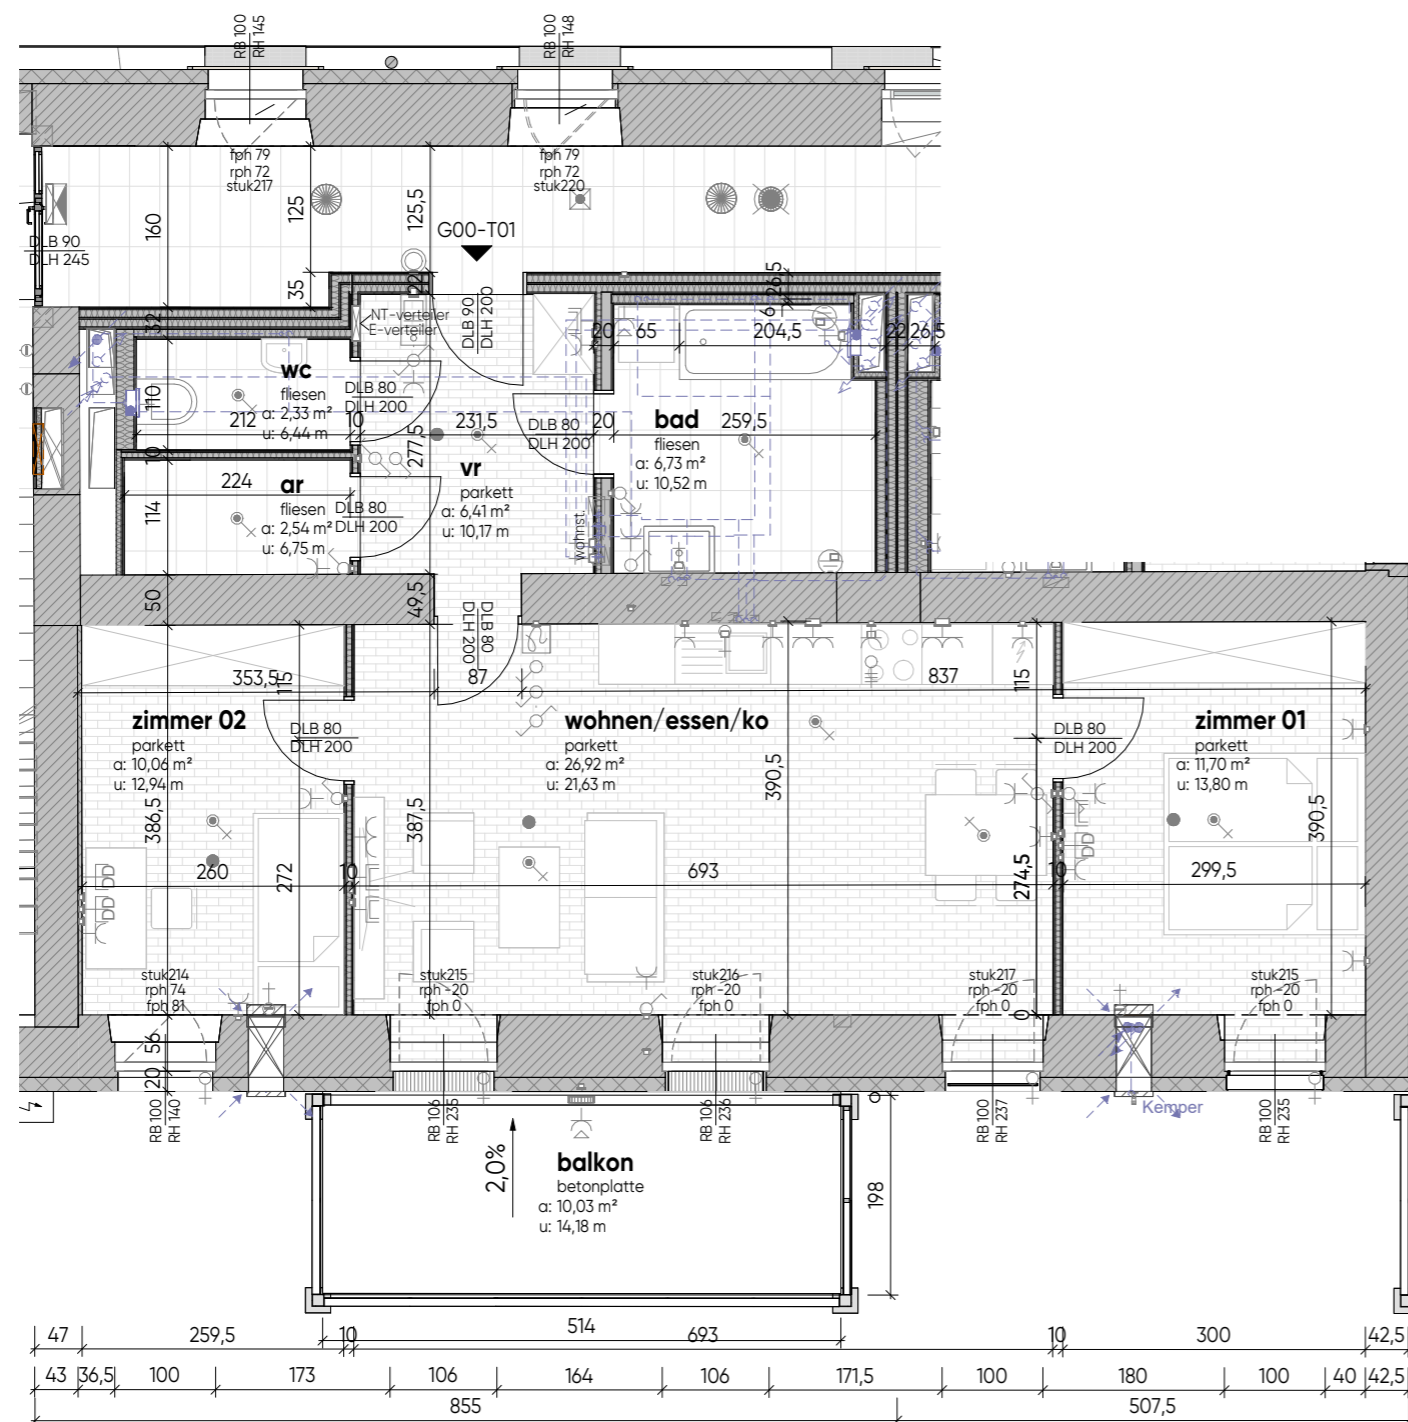 RB 100
RH 145
RB 100
RH 148
fph 79
rph 72
stuk217
fph 79
rph 72
stuk220
160
125
125,5
G00-T01
DLB 90
DLH 245
35
22
26,5
32
NT-verteiler
E-verteiler
DLB 90
DLH 200
6
20
65
204,5
22
26,5
wc
fliesen
a: 2,33 m²
u: 6,44 m
DLB 80
DLH 200
110
212
10
231,5
277,5
DLB 80
DLH 200
20
bad
fliesen
a: 6,73 m²
u: 10,52 m
259,5
10
224
ar
fliesen
a: 2,54 m²
u: 6,75 m
DLB 80
DLH 200
vr
parkett
a: 6,41 m²
u: 10,17 m
114
wohnst.
50
49,5
DLB 80
DLH 200
353,5
115
87
837
115
zimmer 02
parkett
a: 10,06 m²
u: 12,94 m
DLB 80
DLH 200
wohnen/essen/ko
parkett
a: 26,92 m²
u: 21,63 m
DLB 80
DLH 200
zimmer 01
parkett
a: 11,70 m²
u: 13,80 m
386,5
387,5
390,5
390,5
260
272
10
693
274,5
10
299,5
stuk214
rph 74
fph 81
stuk215
rph -20
fph 0
stuk216
rph -20
fph 0
stuk217
rph -20
fph 0
0
stuk215
rph -20
fph 0
56
20
RB 100
RH 140
RB 106
RH 235
RB 106
RH 236
RB 100
RH 237
Kemper
RB 100
RH 235
2,0%
balkon
betonplatte
a: 10,03 m²
u: 14,18 m
198
514
47
259,5
10
693
10
300
42,5
43
36,5
100
173
106
164
106
171,5
100
180
100
40
42,5
855
507,5